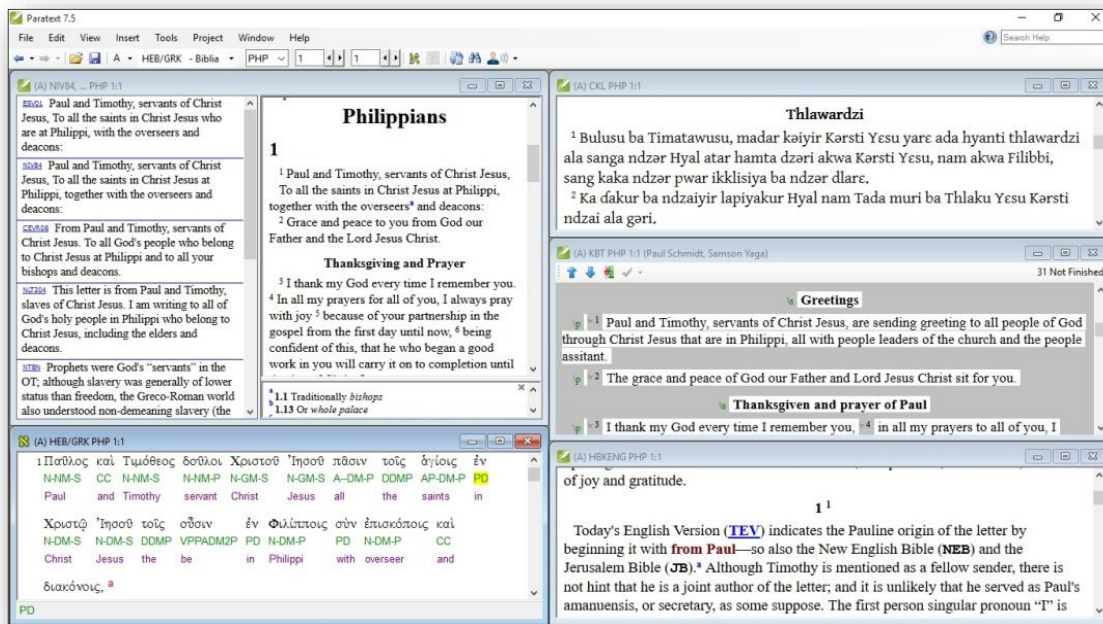 Paratext 7.5
File Edit View Insert Tools Project Window Help
Search Help
A HEB/GRK - Biblia PHP 1 1
(A) NIV84, ... PHP 1:1
ESV01 Paul and Timothy, servants of Christ
Jesus, To all the saints in Christ Jesus who
are at Philippi, with the overseers and
deacons:
NIV84 Paul and Timothy, servants of Christ
Jesus, To all the saints in Christ Jesus at
Philippi, together with the overseers and
deacons:
CEVR06 From Paul and Timothy, servants of
Christ Jesus. To all God's people who belong
to Christ Jesus at Philippi and to all your
bishops and deacons.
NLT204 This letter is from Paul and Timothy,
slaves of Christ Jesus. I am writing to all of
God's holy people in Philippi who belong to
Christ Jesus, including the elders and
deacons.
NTBN Prophets were God's “servants” in the
OT; although slavery was generally of lower
status than freedom, the Greco-Roman world
also understood non-demeaning slavery (the
Philippians
1
1 Paul and Timothy, servants of Christ Jesus,
To all the saints in Christ Jesus at Philippi,
together with the overseers a and deacons:
2 Grace and peace to you from God our
Father and the Lord Jesus Christ.
Thanksgiving and Prayer
3 I thank my God every time I remember you.
4 In all my prayers for all of you, I always pray
with joy 5 because of your partnership in the
gospel from the first day until now, 6 being
confident of this, that he who began a good
work in you will carry it on to completion until
a 1.1 Traditionally bishops
b 1.13 Or whole palace
(A) HEB/GRK PHP 1:1
1 Παῦλος καὶ Τιμόθεος δοῦλοι Χριστοῦ Ἰησοῦ πᾶσιν τοῖς ἁγίοις ἐν
N-NM-S CC N-NM-S N-NM-P N-GM-S N-GM-S A--DM-P DDMP AP-DM-P PD
Paul and Timothy servant Christ Jesus all the saints in
Χριστῷ Ἰησοῦ τοῖς οὖσιν ἐν Φιλίπποις σὺν ἐπισκόποις καὶ
N-DM-S N-DM-S DDMP VPPADM2P PD N-DM-P PD N-DM-P CC
Christ Jesus the be in Philippi with overseer and
διακόνοις, a
PD
(A) CKL PHP 1:1
Thlawardzi
1 Bulusu ba Timatawusu, madar kəiyir Kərsti Yɛsu yarɛ ada hyanti thlawardzi
ala sanga ndzər Hyal atar hamta dzəri akwa Kərsti Yɛsu, nam akwa Filibbi,
sang kaka ndzər pwar ikklisiya ba ndzər dlarɛ.
2 Ka ɗakur ba ndzaiyir lapiyakur Hyal nam Tada muri ba Thlaku Yɛsu Kərsti
ndzai ala gəri.
(A) KBT PHP 1:1 (Paul Schmidt, Samson Yaga)
31 Not Finished
\s Greetings
\p v 1 Paul and Timothy, servants of Christ Jesus, are sending greeting to all people of God
through Christ Jesus that are in Philippi, all with people leaders of the church and the people
assitant.
\p v 2 The grace and peace of God our Father and Lord Jesus Christ sit for you.
\s Thanksgiven and prayer of Paul
\p v 3 I thank my God every time I remember you, v 4 in all my prayers to all of you, I
(A) HBKENG PHP 1:1
of joy and gratitude.
1 1
Today's English Version (TEV) indicates the Pauline origin of the letter by
beginning it with from Paul—so also the New English Bible (NEB) and the
Jerusalem Bible (JB). a Although Timothy is mentioned as a fellow sender, there is
not hint that he is a joint author of the letter; and it is unlikely that he served as Paul's
amanuensis, or secretary, as some suppose. The first person singular pronoun “I” is